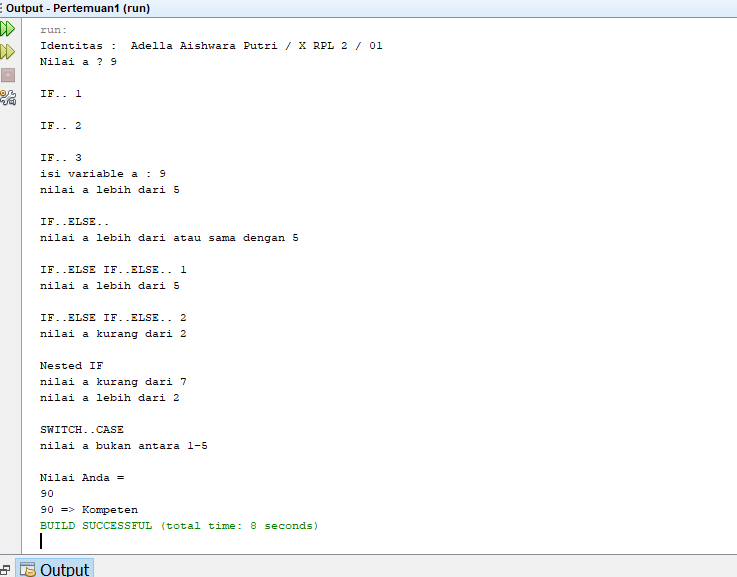 Output - Pertemuan1 (run)
run:
Identitas :  Adella Aishwara Putri / X RPL 2 / 01
Nilai a ? 9
IF.. 1
IF.. 2
IF.. 3
isi variable a : 9
nilai a lebih dari 5
IF..ELSE..
nilai a lebih dari atau sama dengan 5
IF..ELSE IF..ELSE.. 1
nilai a lebih dari 5
IF..ELSE IF..ELSE.. 2
nilai a kurang dari 2
Nested IF
nilai a kurang dari 7
nilai a lebih dari 2
SWITCH..CASE
nilai a bukan antara 1-5
Nilai Anda =
90
90 => Kompeten
BUILD SUCCESSFUL (total time: 8 seconds)
Output